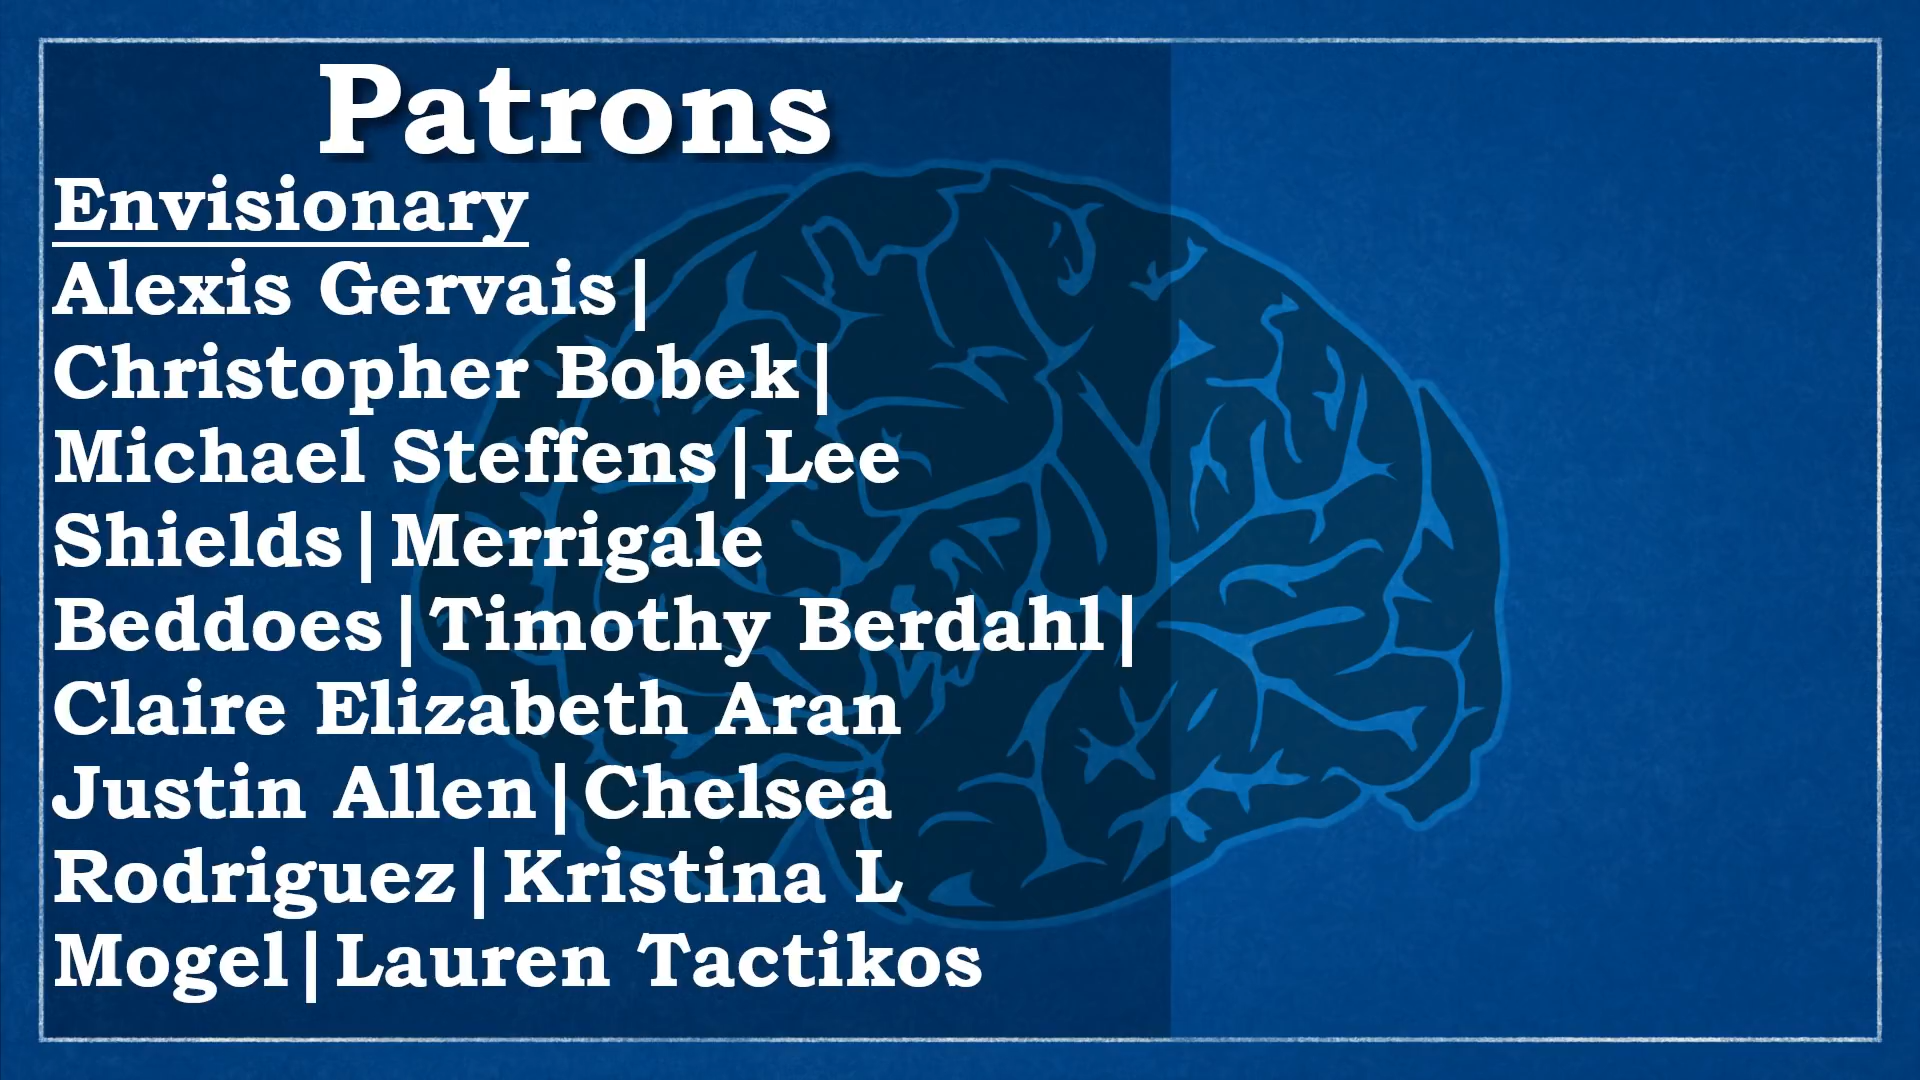 Patrons
Envisionary
Alexis Gervais|
Christopher Bobek|
Michael Steffens|Lee
Shields|Merrigale
Beddoes|Timothy Berdahl|
Claire Elizabeth Aran
Justin Allen|Chelsea
Rodriguez|Kristina L
Mogel|Lauren Tactikos